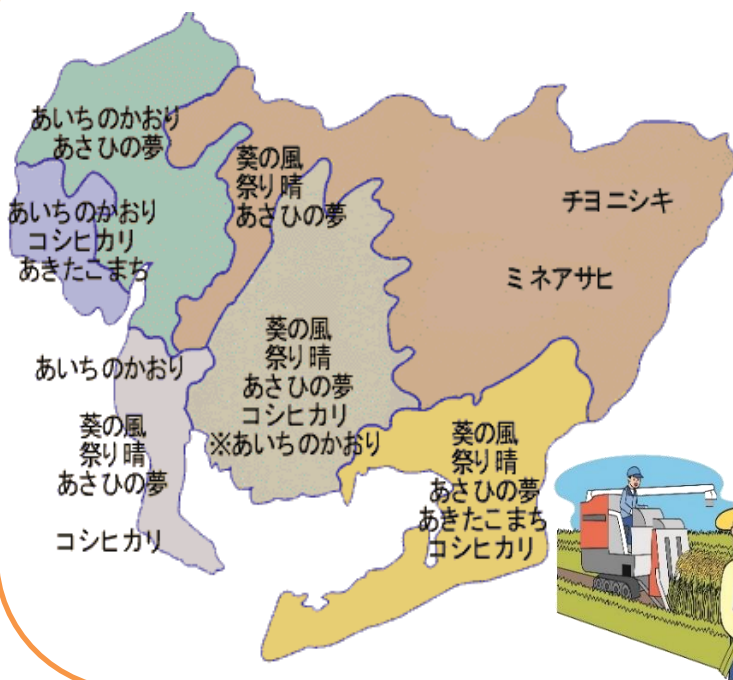 あいちのかおり
あさひの夢
葵の風
祭り晴
あさひの夢
チヨニシキ
ミネアサヒ
あいちのかおり
コシヒカリ
あきたこまち
葵の風
祭り晴
あさひの夢
コシヒカリ
※あいちのかおり
あいちのかおり
葵の風
祭り晴
あさひの夢
コシヒカリ
葵の風
祭り晴
あさひの夢
あきたこまち
コシヒカリ